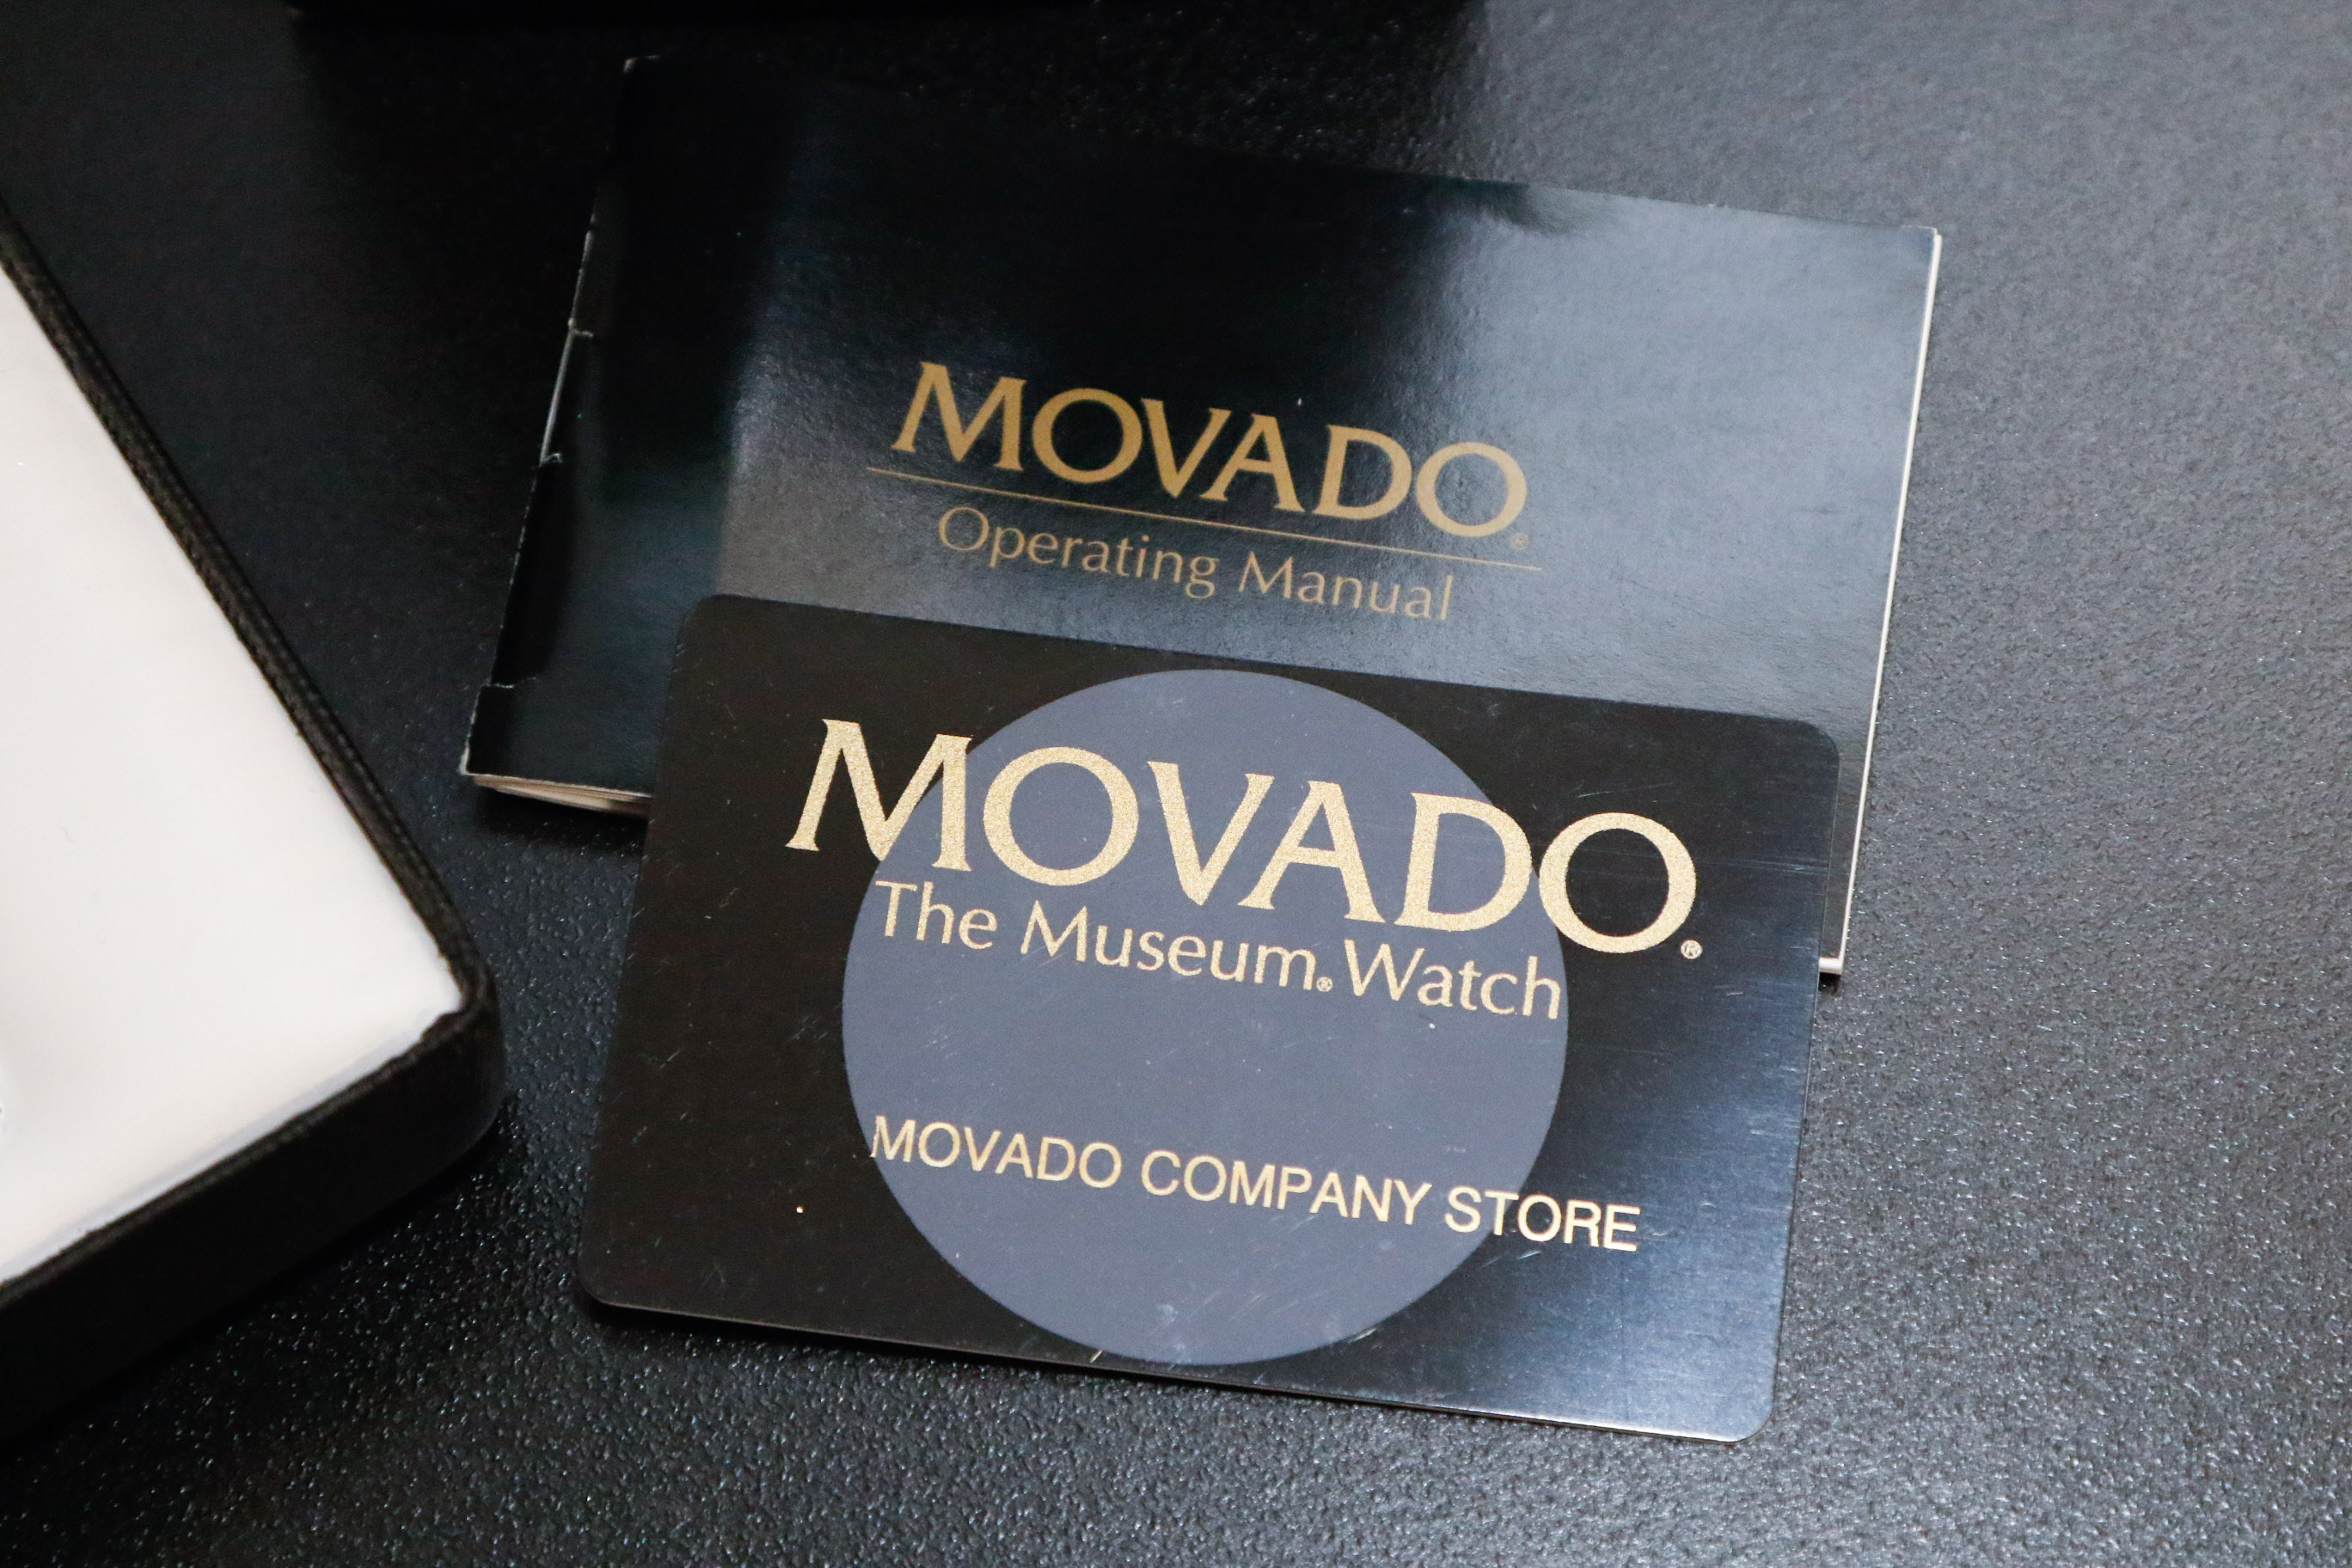 MOVADO®
Operating Manual
MOVADO®
The Museum® Watch
MOVADO COMPANY STORE